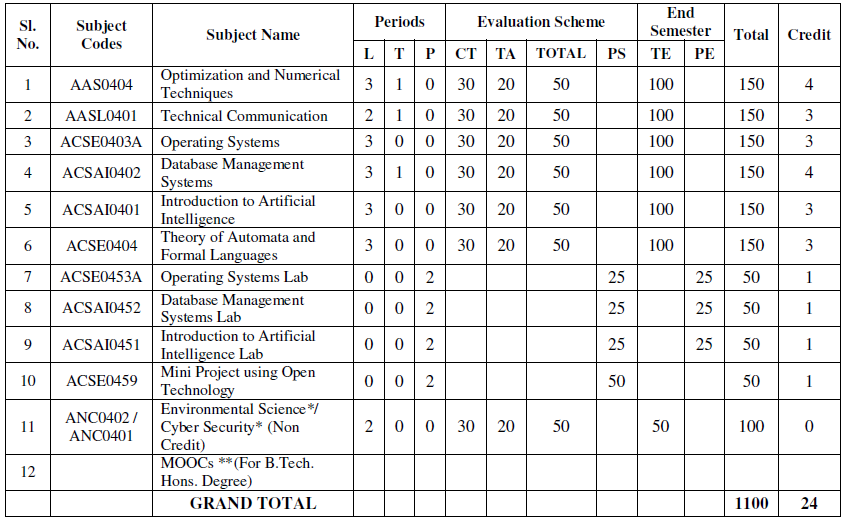 Sl. No. Subject Codes Subject Name Periods Evaluation Scheme End Semester Total Credit
L T P CT TA TOTAL PS TE PE
1 AAS0404 Optimization and Numerical Techniques 3 1 0 30 20 50 100 150 4
2 AASL0401 Technical Communication 2 1 0 30 20 50 100 150 3
3 ACSE0403A Operating Systems 3 0 0 30 20 50 100 150 3
4 ACSAI0402 Database Management Systems 3 1 0 30 20 50 100 150 4
5 ACSAI0401 Introduction to Artificial Intelligence 3 0 0 30 20 50 100 150 3
6 ACSE0404 Theory of Automata and Formal Languages 3 0 0 30 20 50 100 150 3
7 ACSE0453A Operating Systems Lab 0 0 2 25 25 50 1
8 ACSAI0452 Database Management Systems Lab 0 0 2 25 25 50 1
9 ACSAI0451 Introduction to Artificial Intelligence Lab 0 0 2 25 25 50 1
10 ACSE0459 Mini Project using Open Technology 0 0 2 50 50 1
11 ANC0402 / ANC0401 Environmental Science*/ Cyber Security* (Non Credit) 2 0 0 30 20 50 50 100 0
12 MOOCs **(For B.Tech. Hons. Degree)
GRAND TOTAL 1100 24